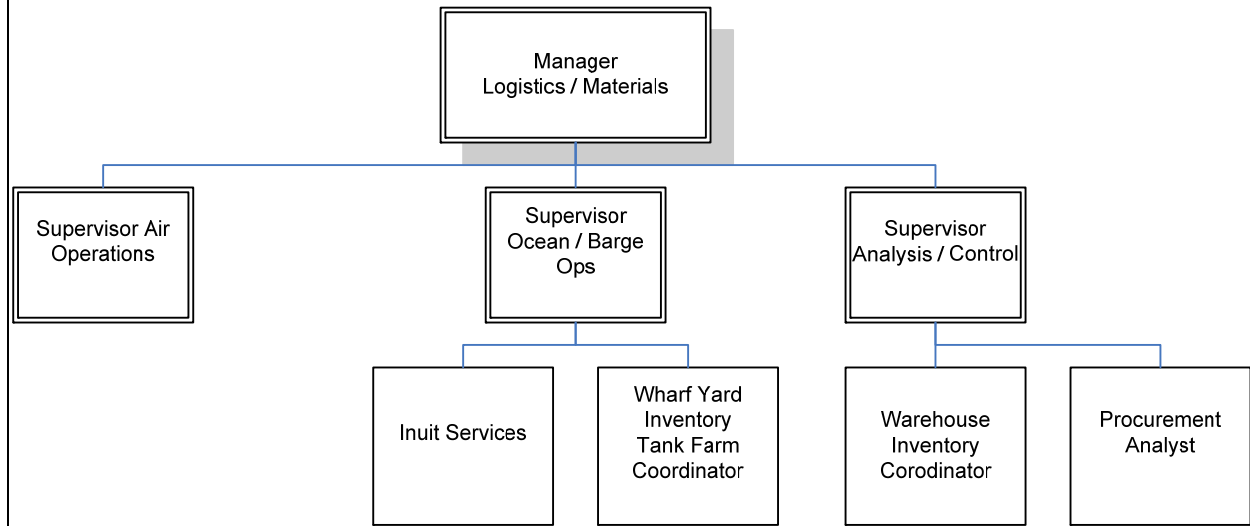 Manager
Logistics / Materials
Supervisor Air
Operations
Supervisor
Ocean / Barge
Ops
Supervisor
Analysis / Control
Inuit Services
Wharf Yard
Inventory
Tank Farm
Coordinator
Warehouse
Inventory
Corodinator
Procurement
Analyst